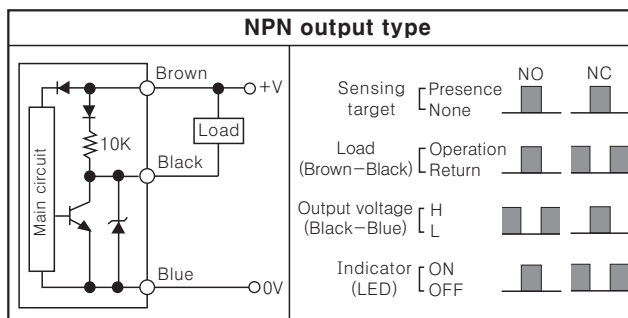 NPN output type
Brown
+V
Load
10K
Black
Main circuit
Blue
0V
NO NC
Sensing target
Presence
None
Load
(Brown−Black)
Operation
Return
Output voltage
(Black−Blue)
H
L
Indicator
(LED)
ON
OFF